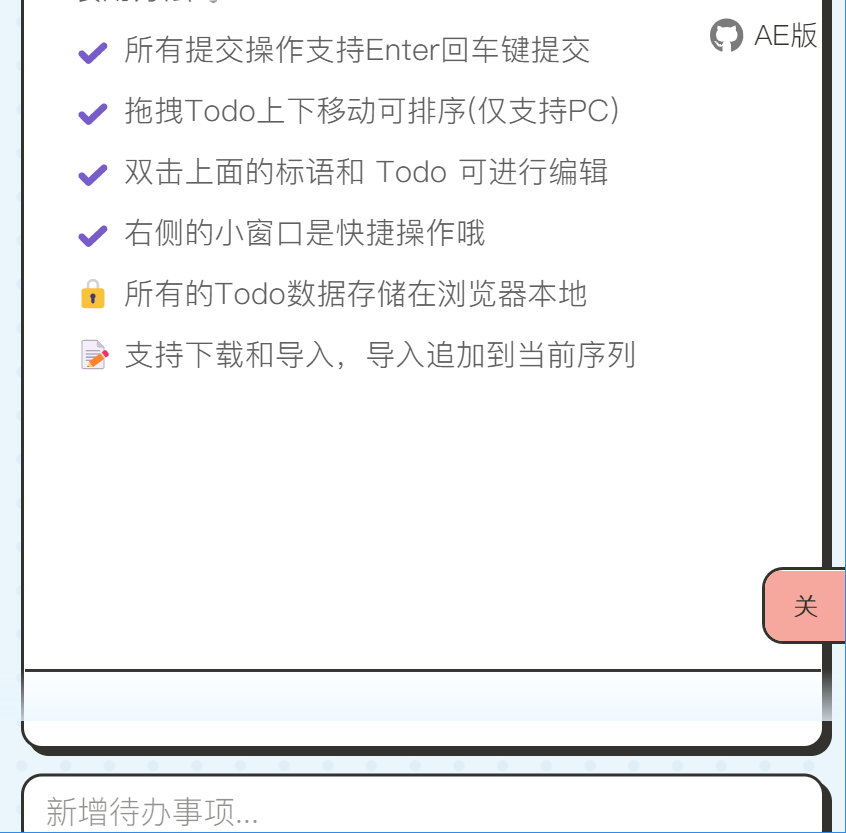 所有提交操作支持Enter回车键提交
AE版
拖拽Todo上下移动可排序(仅支持PC)
双击上面的标语和 Todo 可进行编辑
右侧的小窗口是快捷操作哦
所有的Todo数据存储在浏览器本地
支持下载和导入，导入追加到当前序列
关
新增待办事项...